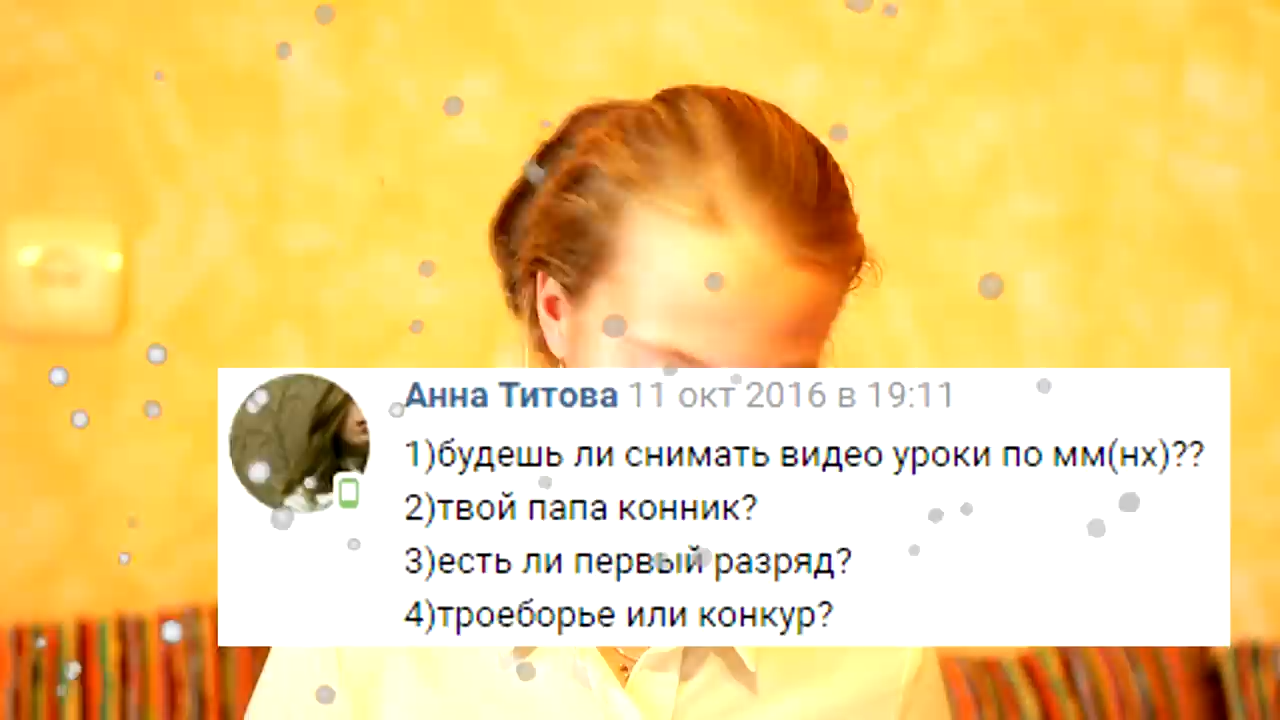 Анна Титова 11 окт 2016 в 19:11
1)будешь ли снимать видео уроки по мм(нх)??
2)твой папа конник?
3)есть ли первый разряд?
4)троеборье или конкур?